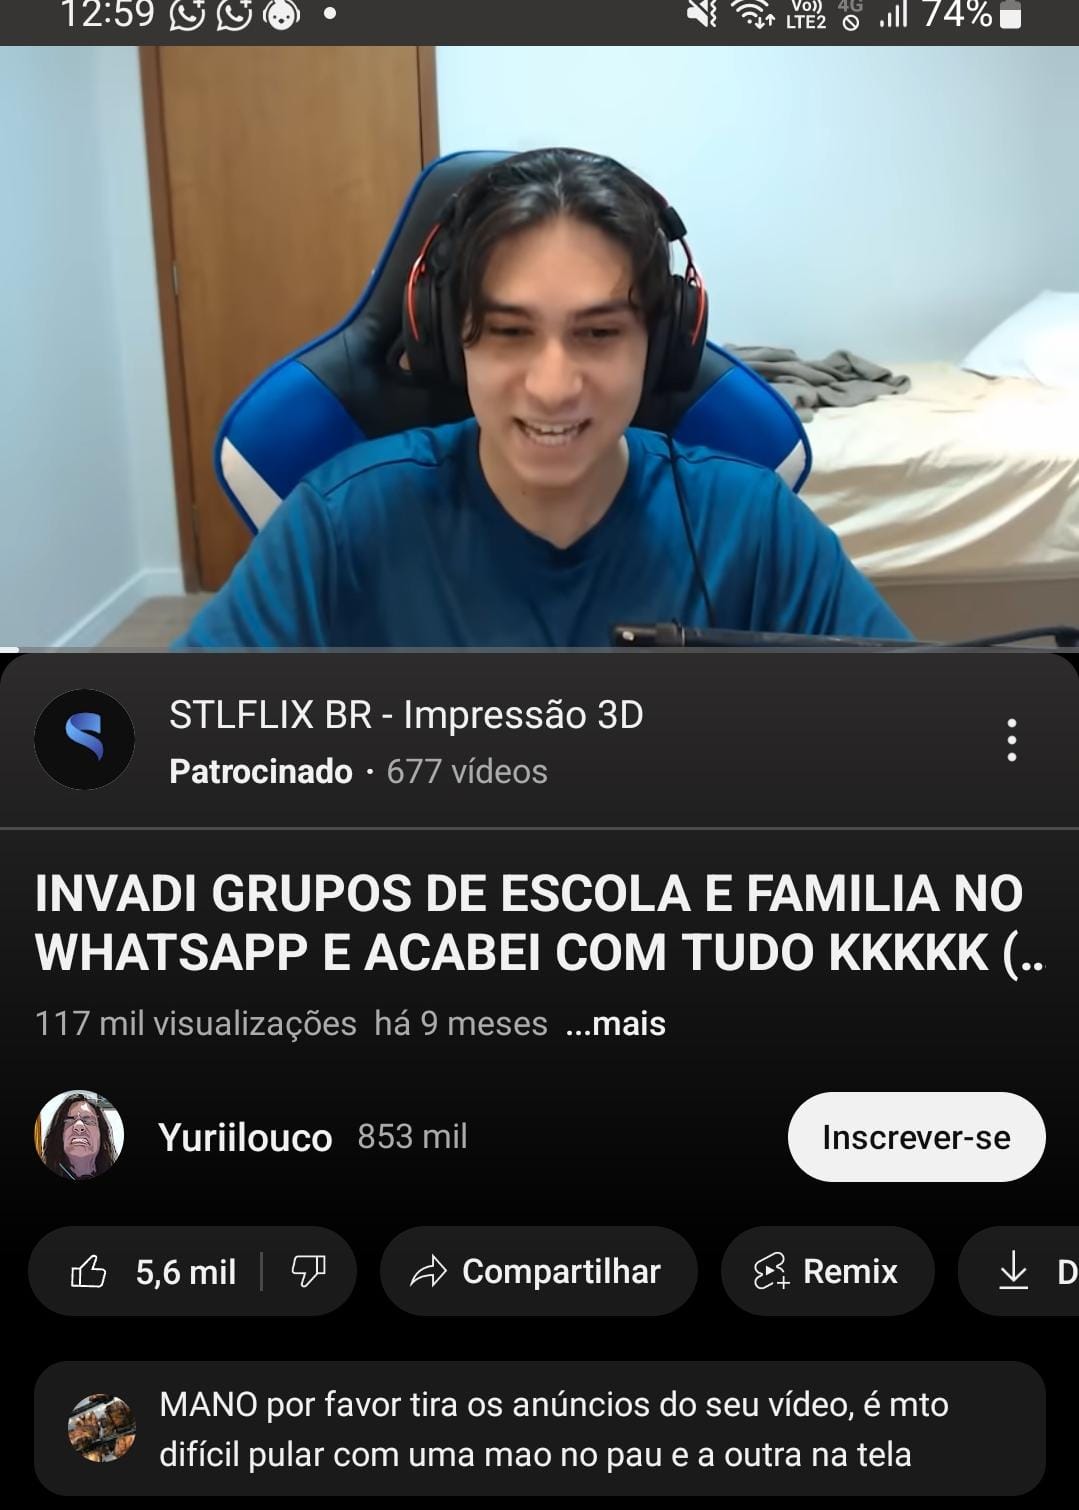 12:59
Vo)) 4G
LTE2
74%
STLFLIX BR - Impressão 3D
Patrocinado · 677 vídeos
INVADI GRUPOS DE ESCOLA E FAMILIA NO
WHATSAPP E ACABEI COM TUDO KKKKK (...
117 mil visualizações há 9 meses ...mais
Yuriilouco 853 mil
Inscrever-se
5,6 mil
Compartilhar
Remix
D
MANO por favor tira os anúncios do seu vídeo, é mto
difícil pular com uma mao no pau e a outra na tela